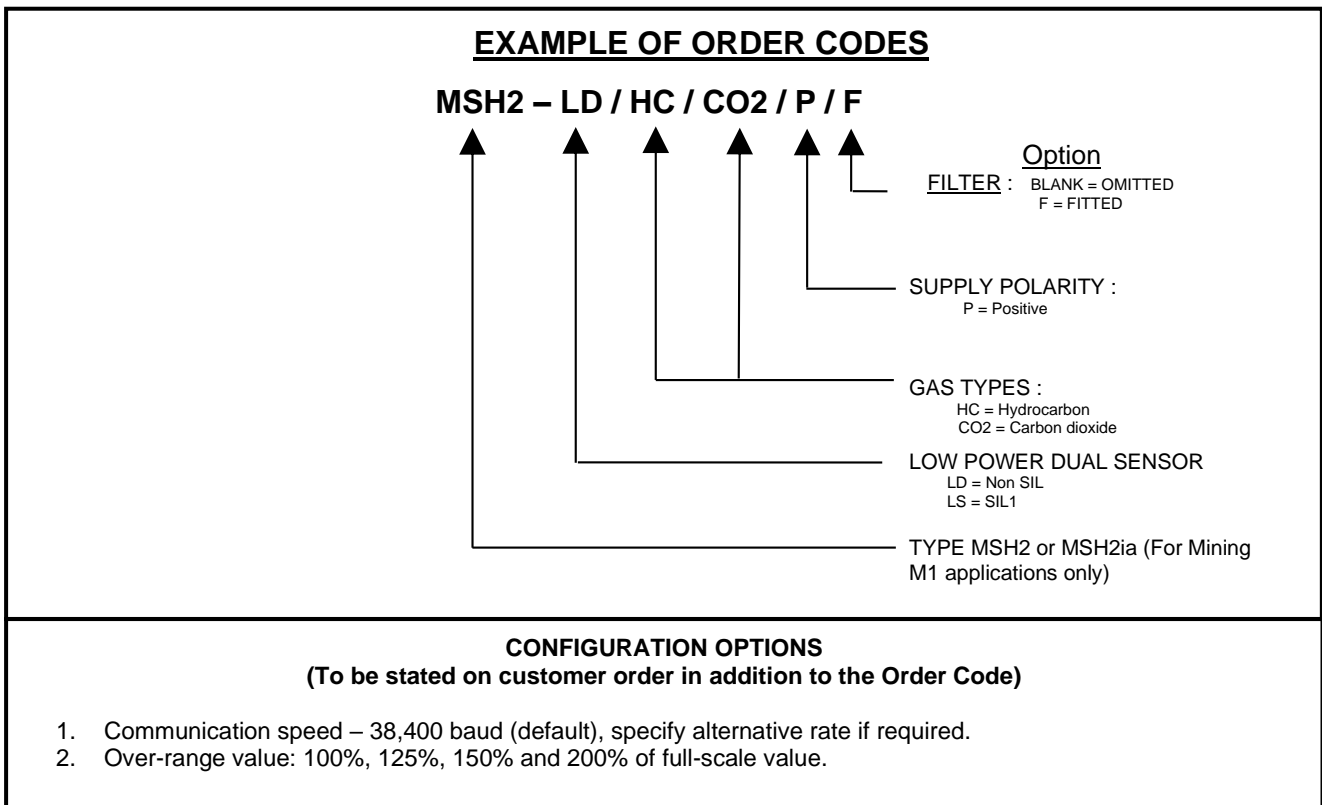 EXAMPLE OF ORDER CODES
MSH2 – LD / HC / CO2 / P / F
Option
FILTER : BLANK = OMITTED
F = FITTED
SUPPLY POLARITY :
P = Positive
GAS TYPES :
HC = Hydrocarbon
CO2 = Carbon dioxide
LOW POWER DUAL SENSOR
LD = Non SIL
LS = SIL1
TYPE MSH2 or MSH2ia (For Mining
M1 applications only)
CONFIGURATION OPTIONS
(To be stated on customer order in addition to the Order Code)
1. Communication speed – 38,400 baud (default), specify alternative rate if required.
2. Over-range value: 100%, 125%, 150% and 200% of full-scale value.